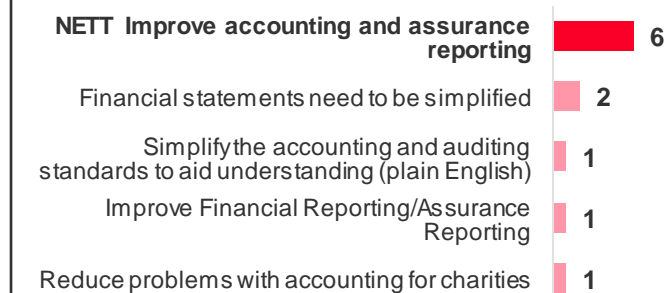 NETT Improve accounting and assurance
reporting
6
Financial statements need to be simplified
2
Simplify the accounting and auditing
standards to aid understanding (plain English)
1
Improve Financial Reporting/Assurance
Reporting
1
Reduce problems with accounting for charities
1